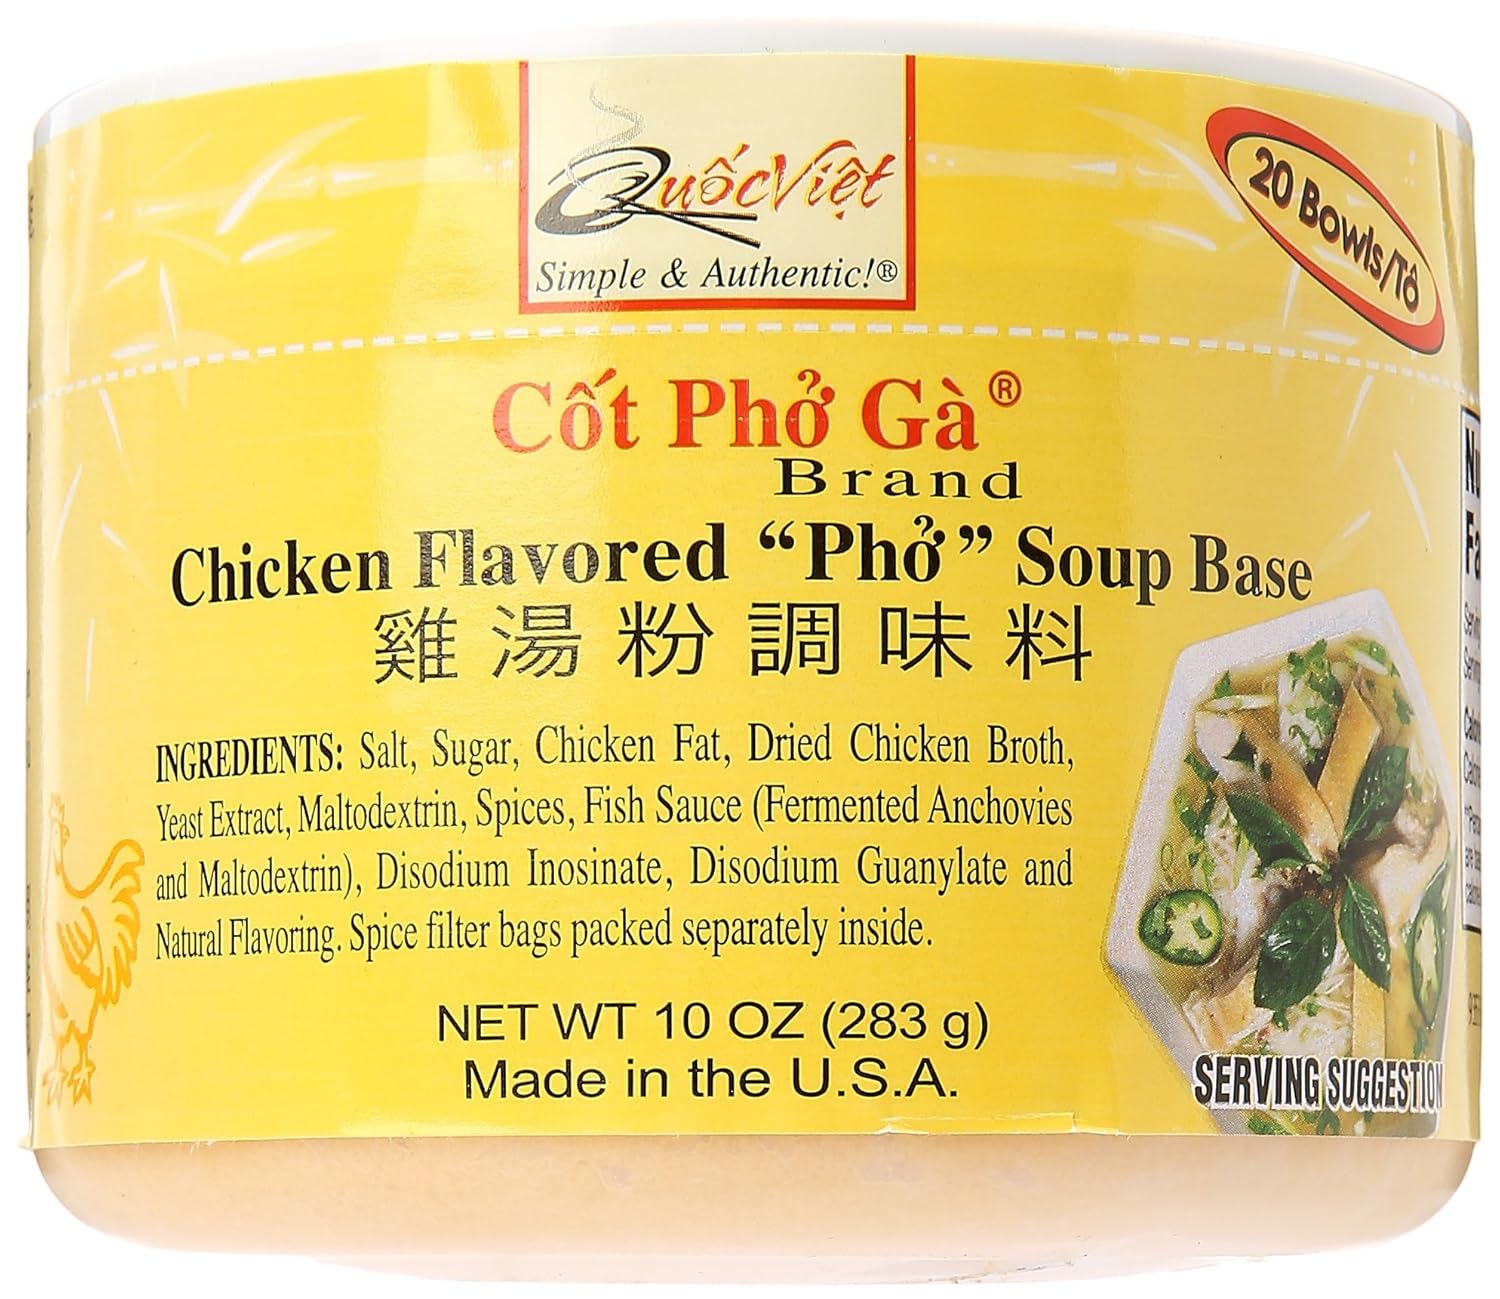 QuốcViệt
Simple & Authentic!®
20 Bowls/Tô
Cốt Phở Gà®
Brand
Chicken Flavored “Phở” Soup Base
雞湯粉調味料
INGREDIENTS: Salt, Sugar, Chicken Fat, Dried Chicken Broth,
Yeast Extract, Maltodextrin, Spices, Fish Sauce (Fermented Anchovies
and Maltodextrin), Disodium Inosinate, Disodium Guanylate and
Natural Flavoring. Spice filter bags packed separately inside.
NET WT 10 OZ (283 g)
Made in the U.S.A.
SERVING SUGGESTION